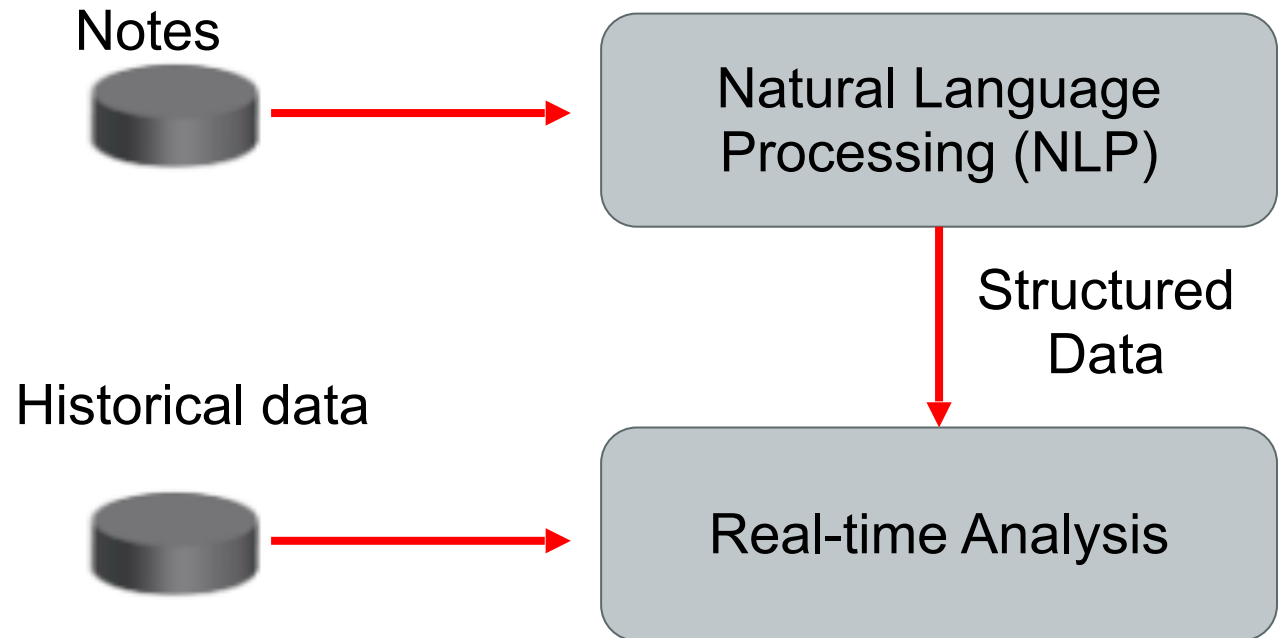 Notes
Natural Language
Processing (NLP)
Structured
Data
Historical data
Real-time Analysis